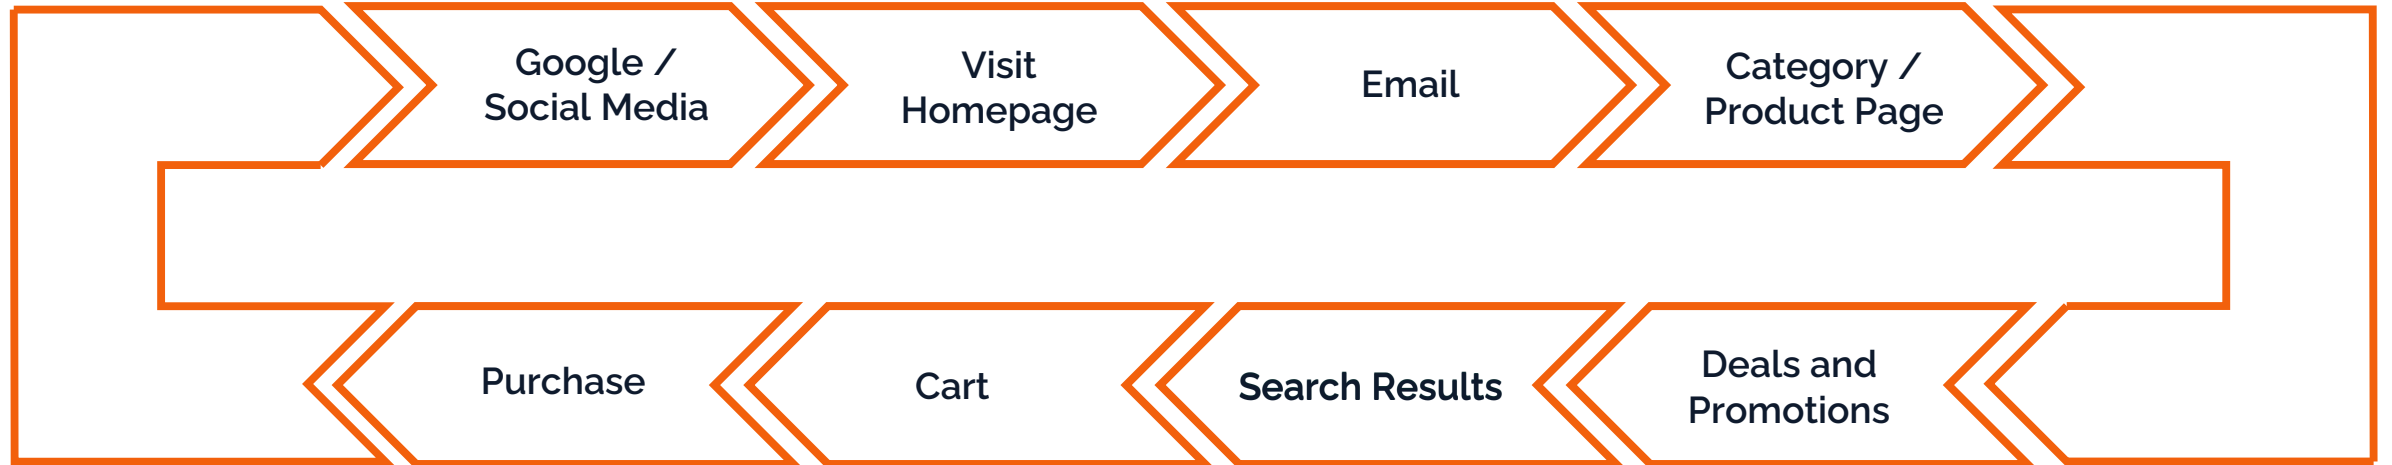 Google /
Social Media
Visit
Homepage
Email
Category /
Product Page
Purchase
Cart
Search Results
Deals and
Promotions